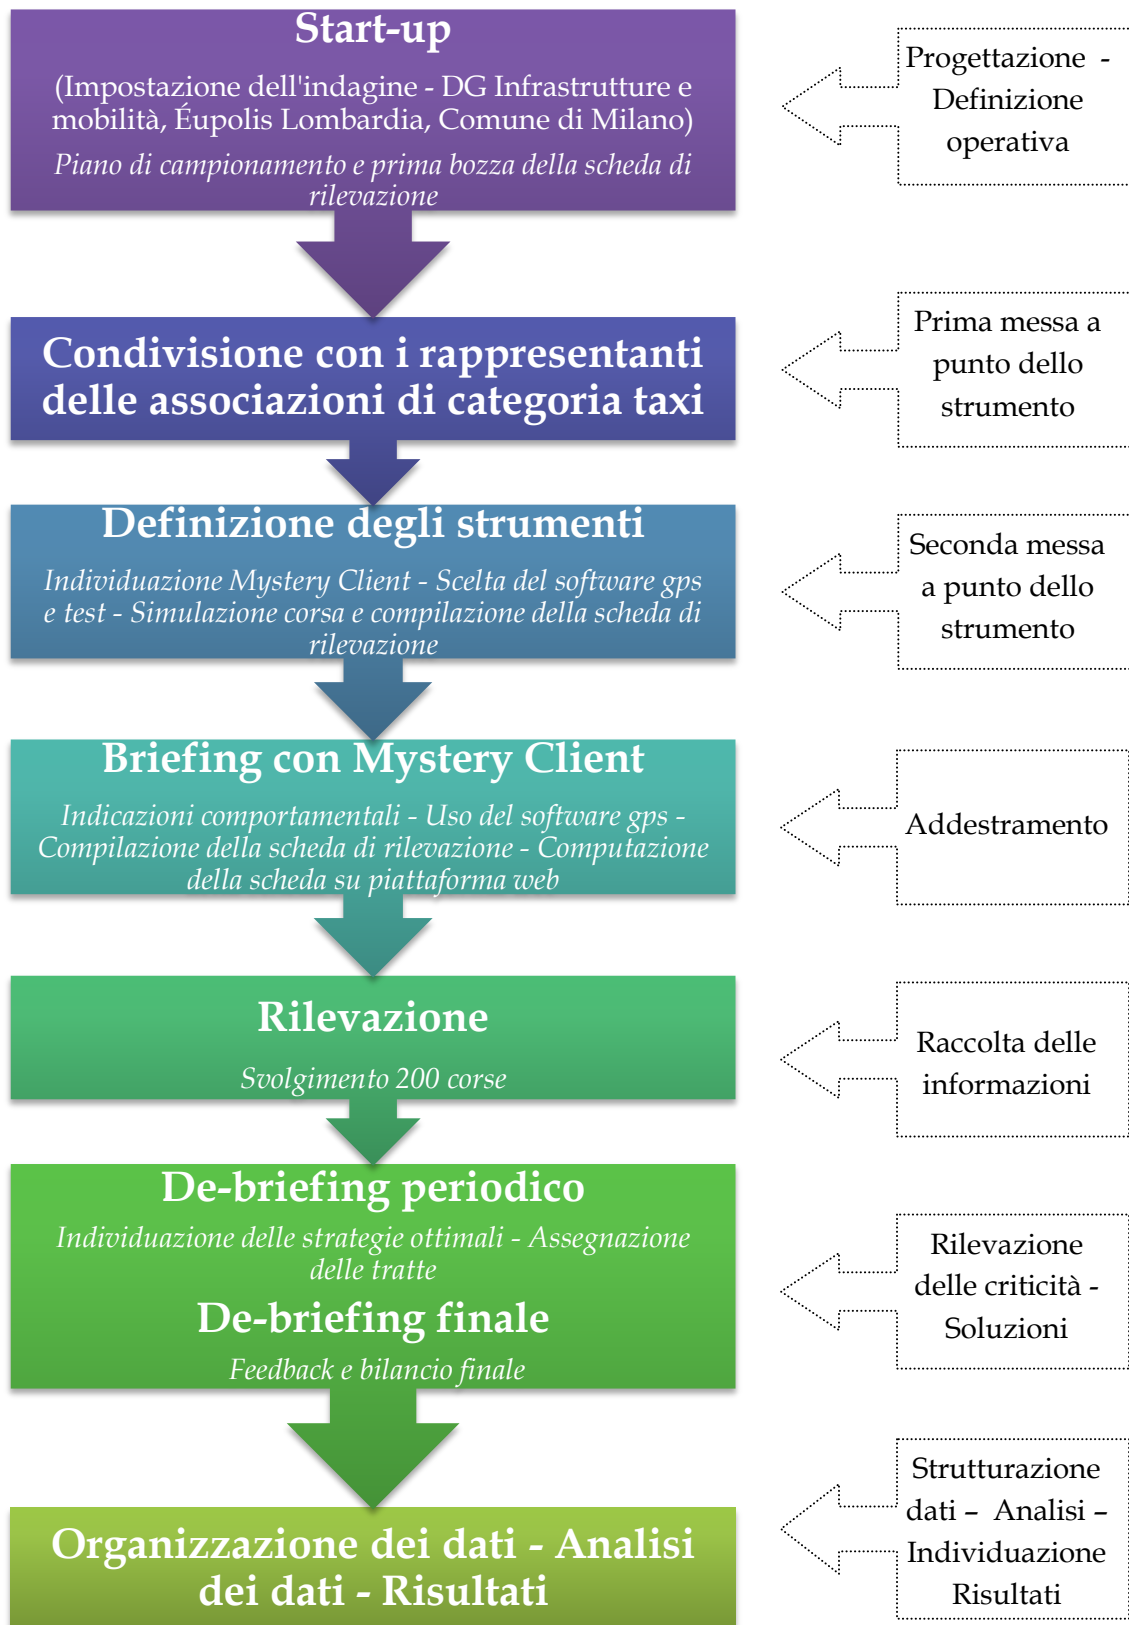 Start-up
(Impostazione dell'indagine - DG Infrastrutture e
mobilità, Éupolis Lombardia, Comune di Milano)
Piano di campionamento e prima bozza della scheda di
rilevazione
Progettazione -
Definizione
operativa
Condivisione con i rappresentanti
delle associazioni di categoria taxi
Prima messa a
punto dello
strumento
Definizione degli strumenti
Individuazione Mystery Client - Scelta del software gps
e test - Simulazione corsa e compilazione della scheda di
rilevazione
Seconda messa
a punto dello
strumento
Briefing con Mystery Client
Indicazioni comportamentali - Uso del software gps -
Compilazione della scheda di rilevazione - Computazione
della scheda su piattaforma web
Addestramento
Rilevazione
Svolgimento 200 corse
Raccolta delle
informazioni
De-briefing periodico
Individuazione delle strategie ottimali - Assegnazione
delle tratte
De-briefing finale
Feedback e bilancio finale
Rilevazione
delle criticità -
Soluzioni
Organizzazione dei dati - Analisi
dei dati - Risultati
Strutturazione
dati – Analisi –
Individuazione
Risultati